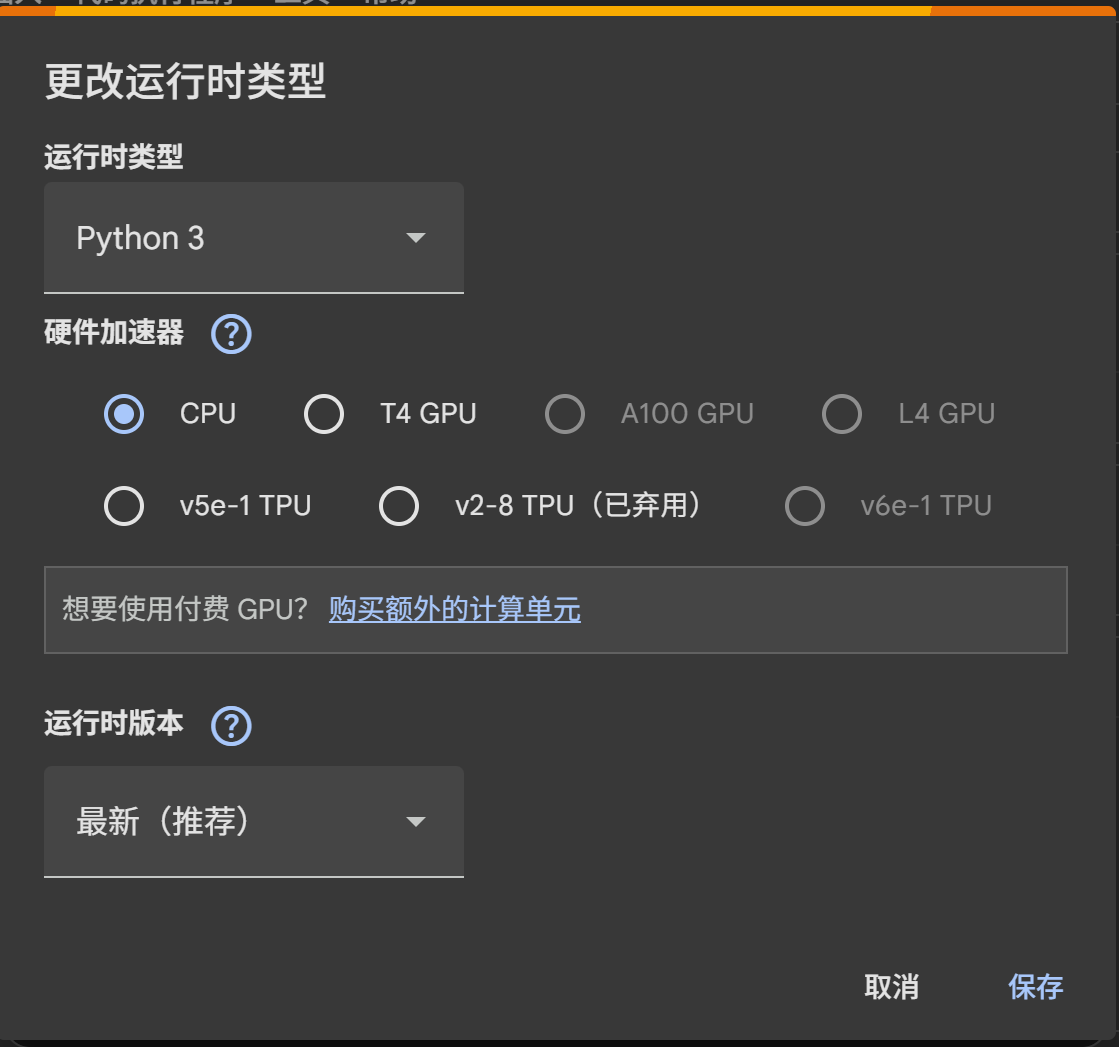 更改运行时类型
运行时类型
Python 3
硬件加速器 ?
CPU T4 GPU A100 GPU L4 GPU
v5e-1 TPU v2-8 TPU（已弃用） v6e-1 TPU
想要使用付费 GPU？ 购买额外的计算单元
运行时版本 ?
最新（推荐）
取消 保存